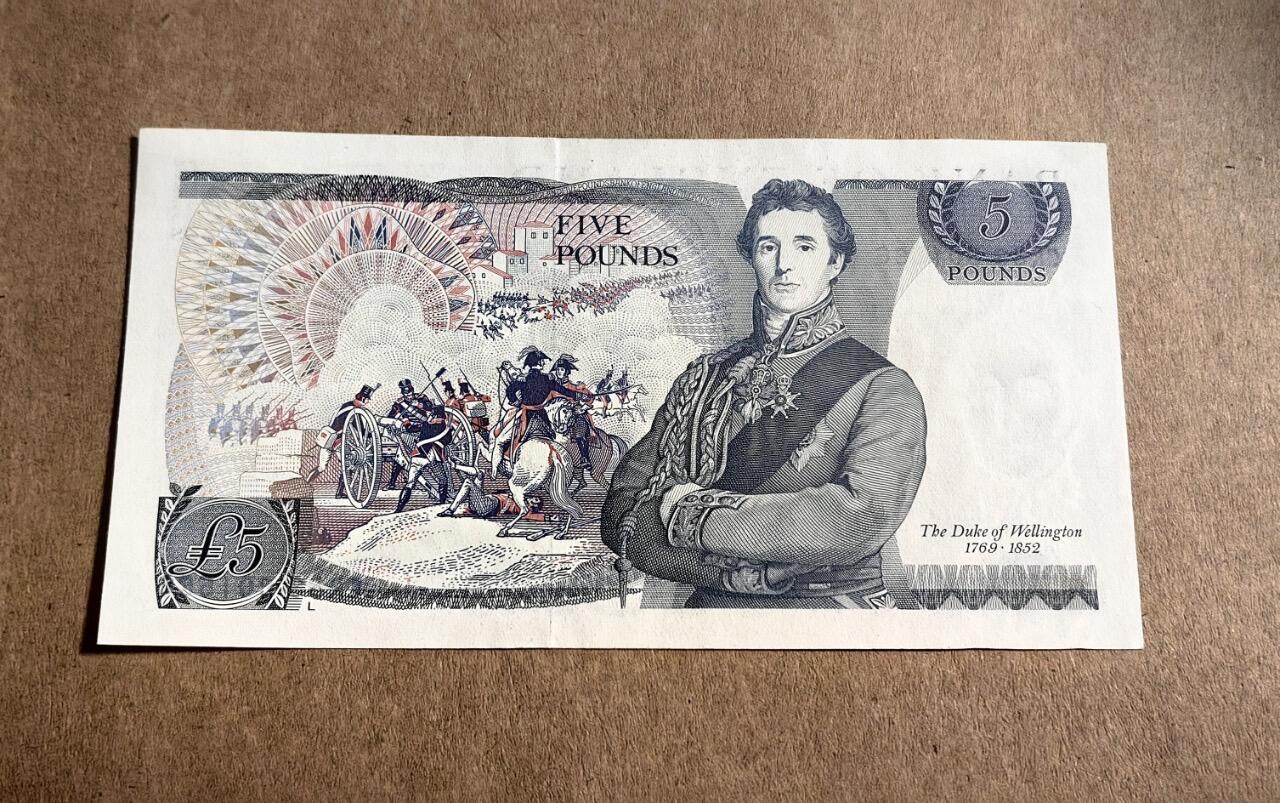 FIVE
POUNDS
5
POUNDS
£5
L
The Duke of Wellington
1769 · 1852